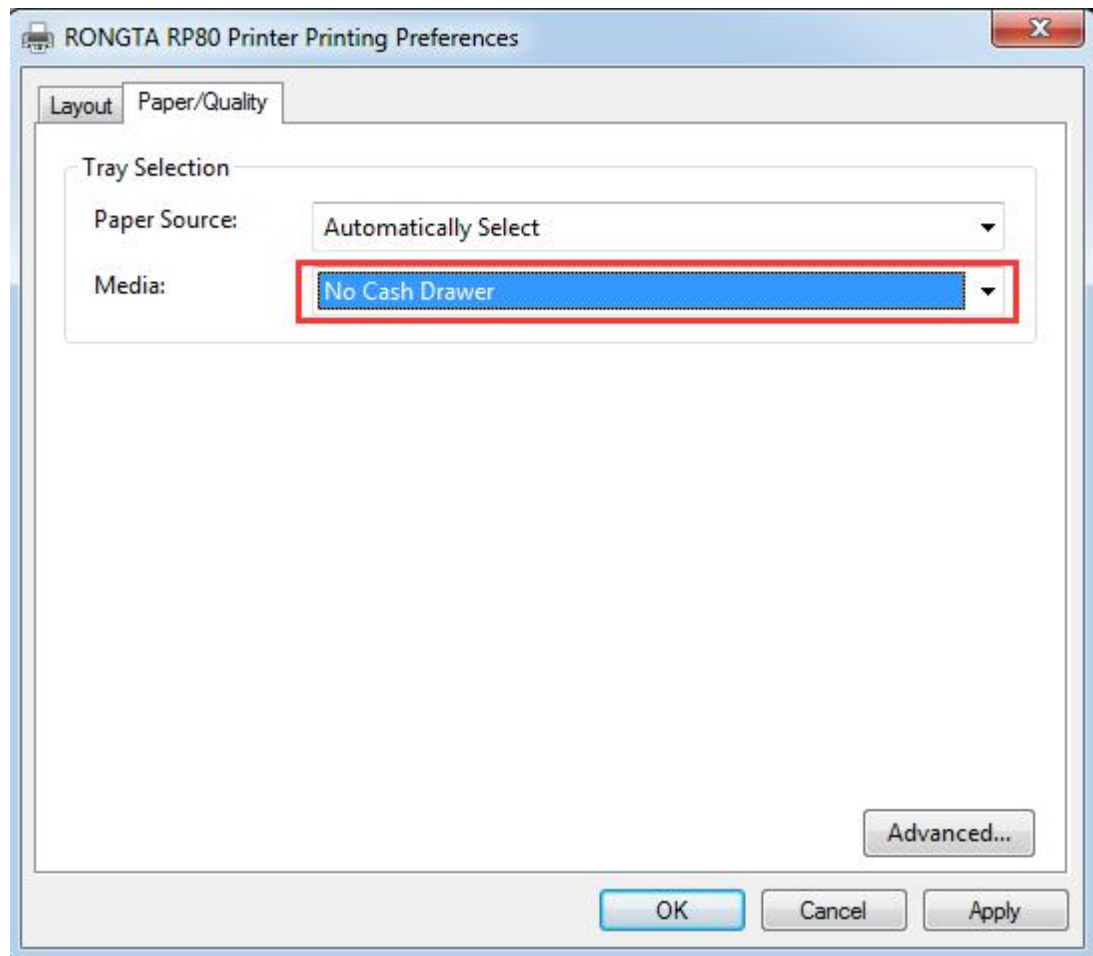 RONGTA RP80 Printer Printing Preferences
X
Layout Paper/Quality
Tray Selection
Paper Source: Automatically Select
Media: No Cash Drawer
Advanced...
OK Cancel Apply